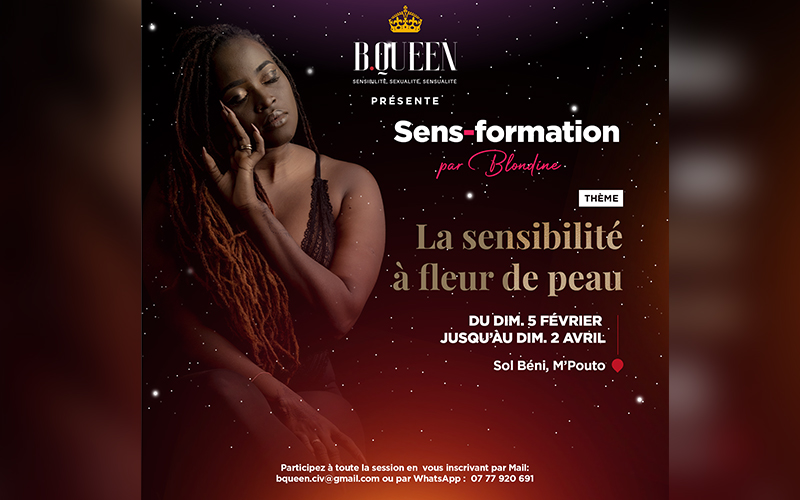 B.QUEEN
SENSIBILITÉ, SEXUALITÉ, SENSUALITÉ
PRÉSENTE
Sens-formation
par Blondine
THÈME
La sensibilité
à fleur de peau
DU DIM. 5 FÉVRIER
JUSQU'ÀU DIM. 2 AVRIL
Sol Béni, M'Pouto
Participez à toute la session en vous inscrivant par Mail:
bqueen.civ@gmail.com ou par WhatsApp : 07 77 920 691